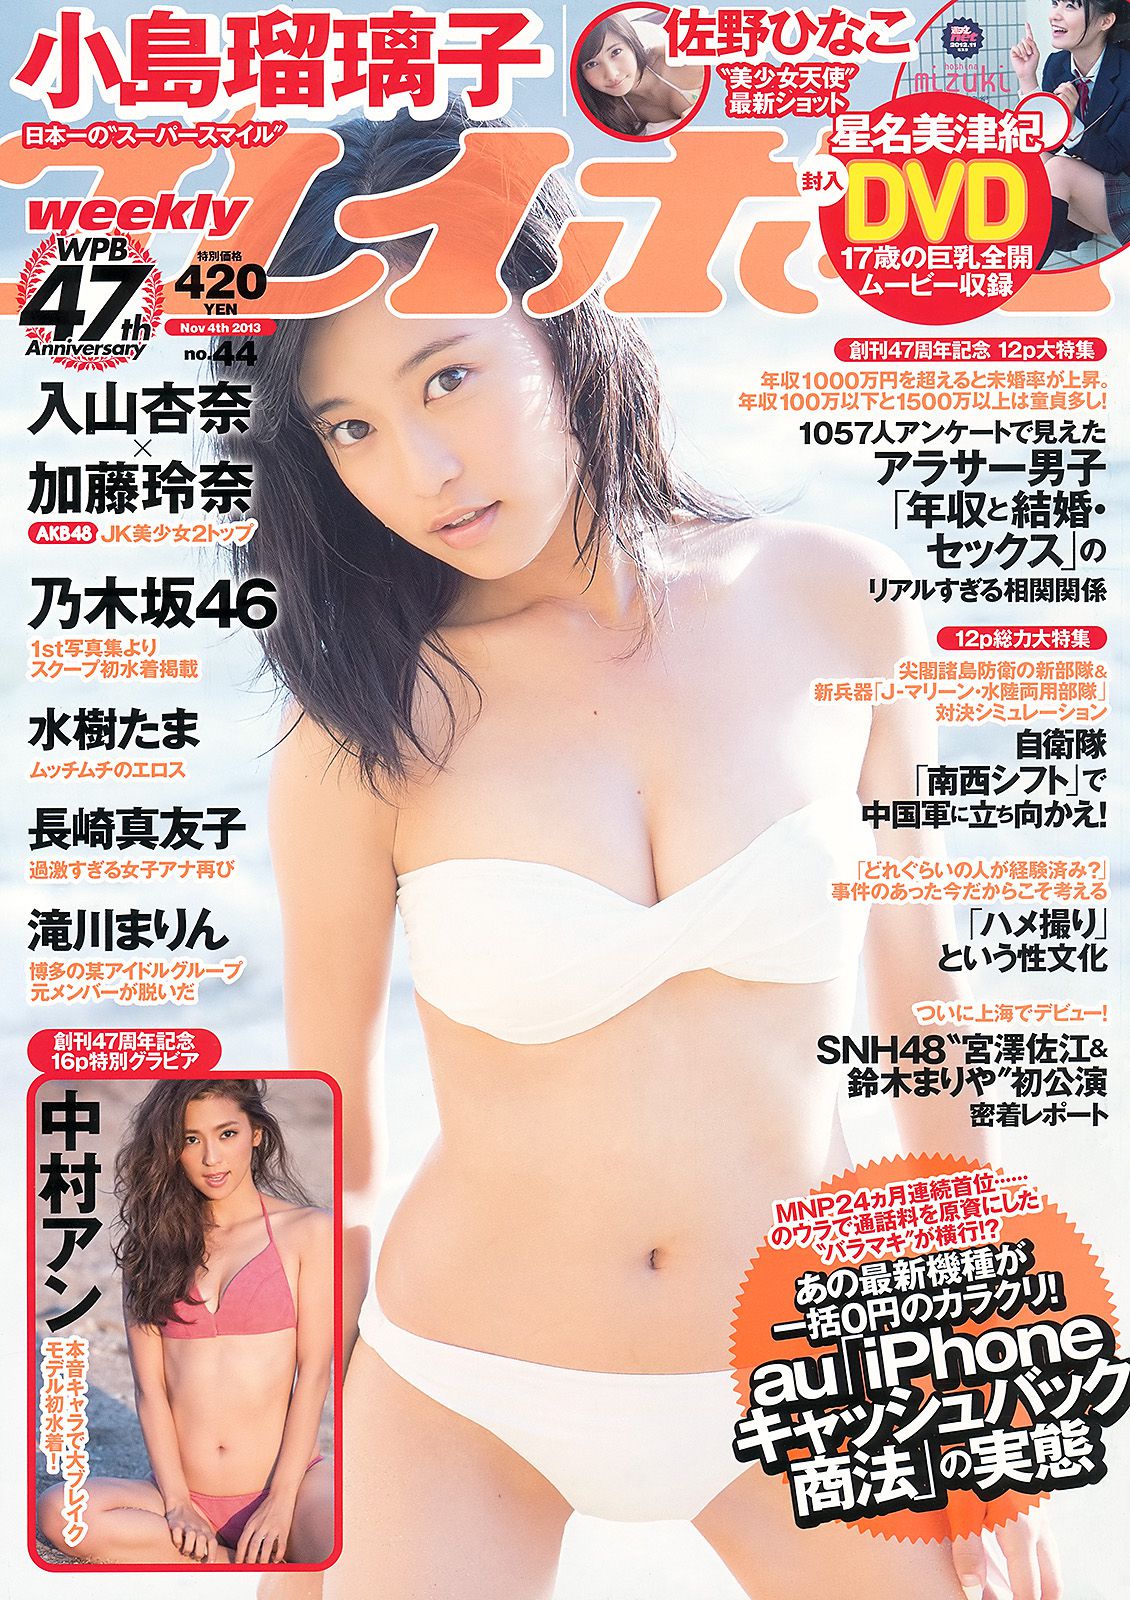 小島瑠璃子
日本一の“スーパースマイル”
佐野ひなこ
“美少女天使”
最新ショット
net
2013.11
hoshina
mizuki
星名美津紀
封入
DVD
17歳の巨乳全開
ムービー収録
プレイボーイ
weekly
WPB
47th
Anniversary
特別価格
420
YEN
Nov 4th 2013
no.44
入山杏奈
×
加藤玲奈
AKB48 JK美少女2トップ
乃木坂46
1st写真集より
スクープ初水着掲載
水樹たま
ムッチムチのエロス
長崎真友子
過激すぎる女子アナ再び
滝川まりん
博多の某アイドルグループ
元メンバーが脱いだ
創刊47周年記念
16p特別グラビア
中村アン
本音キャラで大ブレイク
モデル初水着!
創刊47周年記念 12p大特集
年収1000万円を超えると未婚率が上昇。
年収100万以下と1500万以上は童貞多し!
1057人アンケートで見えた
アラサー男子
「年収と結婚・
セックス」の
リアルすぎる相関関係
12p総力大特集
尖閣諸島防衛の新部隊&
新兵器「J-マリーン・水陸両用部隊」
対決シミュレーション
自衛隊
「南西シフト」で
中国軍に立ち向かえ!
「どれぐらいの人が経験済み?」
事件のあった今だからこそ考える
「ハメ撮り」
という性文化
ついに上海でデビュー!
SNH48“宮澤佐江&
鈴木まりや”初公演
密着レポート
MNP24ヵ月連続首位……
のウラで通話料を原資にした
“バラマキ”が横行!?
あの最新機種が
一括0円のカラクリ!
au「iPhone
キャッシュバック
商法」の実態